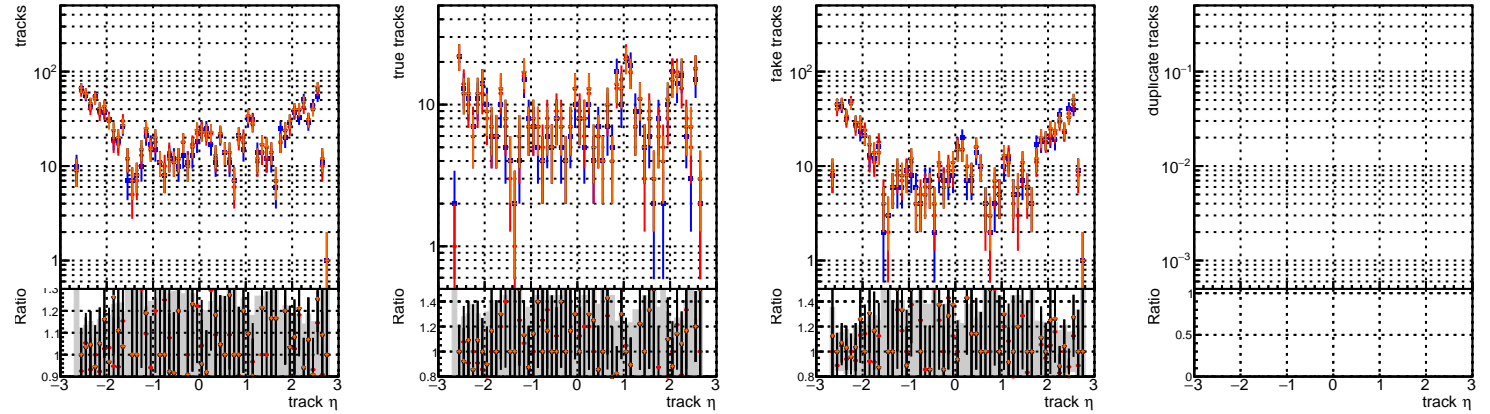 tracks
10²
10
1
Ratio
1.3
1.2
1.1
1
0.9
−3 −2 −1 0 1 2 3
track η
true tracks
10
1
Ratio
1.4
1.2
1
0.8
−3 −2 −1 0 1 2 3
track η
fake tracks
10²
10
1
Ratio
1.4
1.2
1
0.8
−3 −2 −1 0 1 2 3
track η
duplicate tracks
10⁻¹
10⁻²
10⁻³
Ratio
1
0.5
0
−3 −2 −1 0 1 2 3
track η